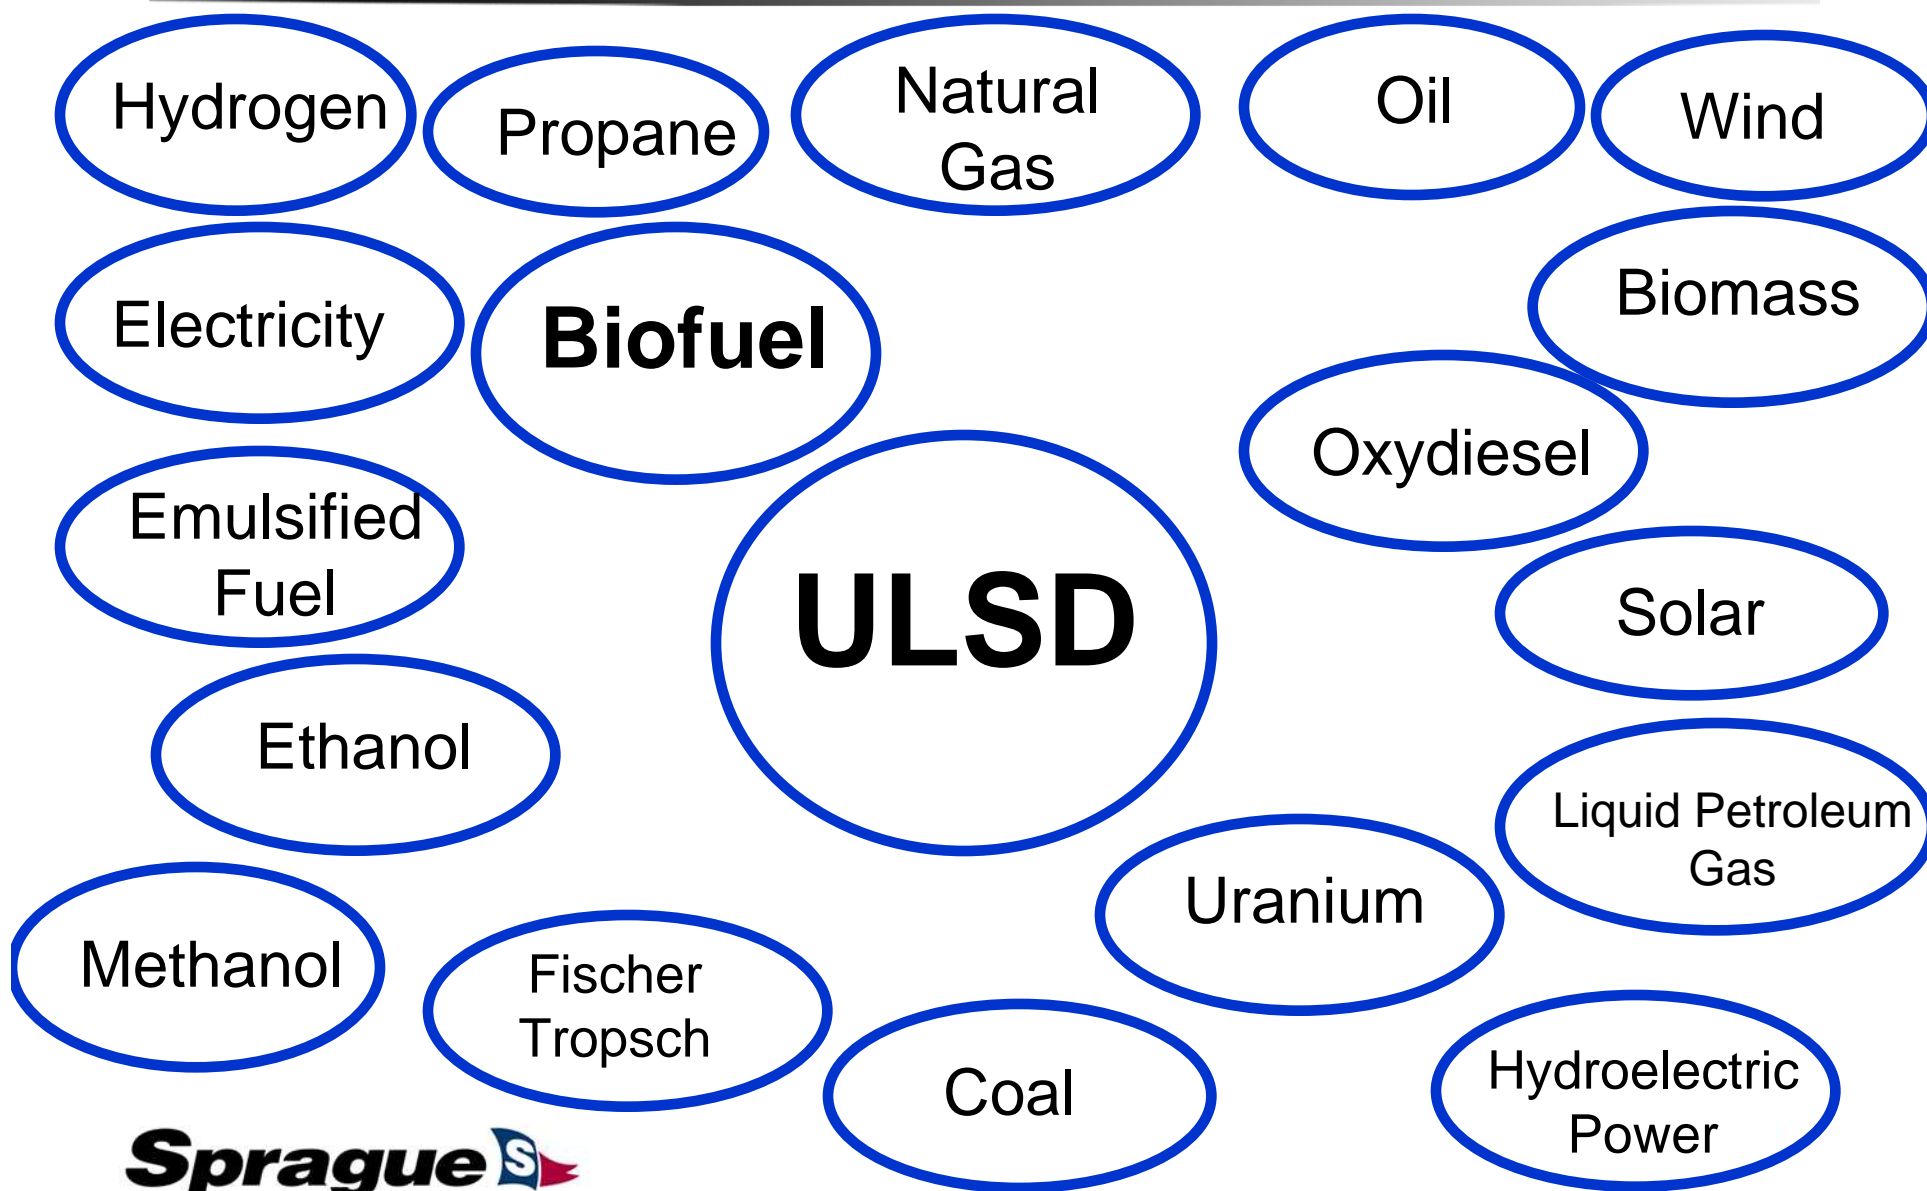 Hydrogen
Propane
Natural
Gas
Oil
Wind
Electricity
Biofuel
Biomass
Oxydiesel
Emulsified
Fuel
ULSD
Solar
Ethanol
Liquid Petroleum
Gas
Uranium
Methanol
Fischer
Tropsch
Coal
Hydroelectric
Power
Sprague S